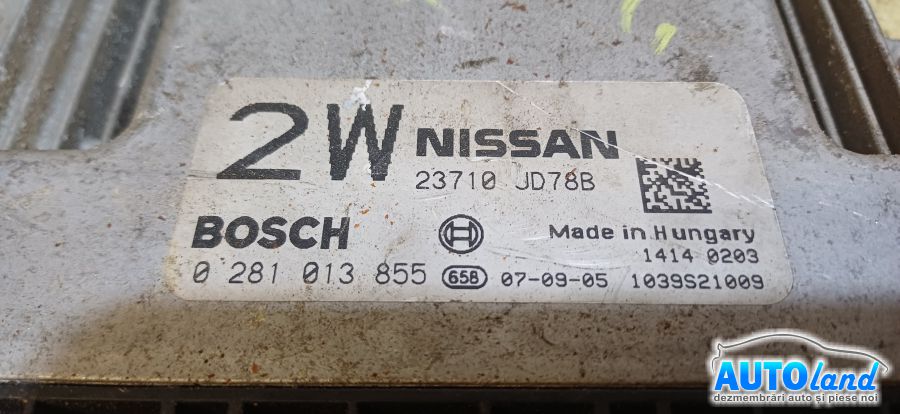 2W NISSAN
23710 JD78B
BOSCH
Made in Hungary
1414 0203
0 281 013 855 658 07-09-05 1039S21009
AUTOland
dezmembrări auto și piese noi